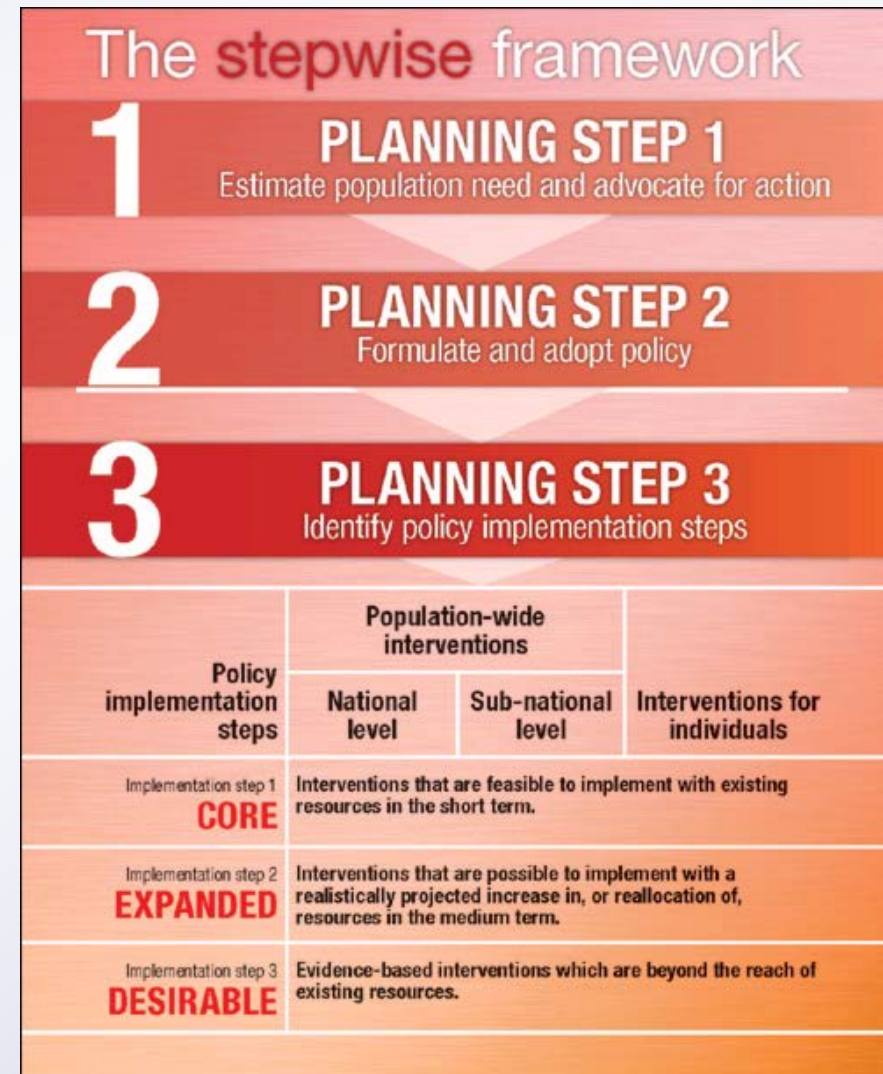 The stepwise framework
1
PLANNING STEP 1
Estimate population need and advocate for action
2
PLANNING STEP 2
Formulate and adopt policy
3
PLANNING STEP 3
Identify policy implementation steps
Policy
implementation
steps
Population-wide
interventions
National
level
Sub-national
level
Interventions for
individuals
Implementation step 1
CORE
Interventions that are feasible to implement with existing
resources in the short term.
Implementation step 2
EXPANDED
Interventions that are possible to implement with a
realistically projected increase in, or reallocation of,
resources in the medium term.
Implementation step 3
DESIRABLE
Evidence-based interventions which are beyond the reach of
existing resources.